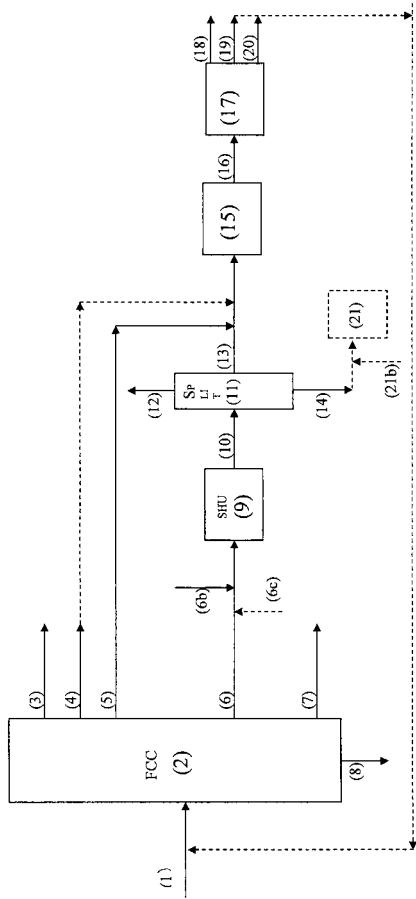 (1)
FCC
(2)
(3)
(4)
(5)
(6)
(7)
(8)
(6b)
(6c)
SHU
(9)
(10)
SP
LI
T
(11)
(12)
(13)
(14)
(21b)
(21)
(15)
(16)
(17)
(18)
(19)
(20)